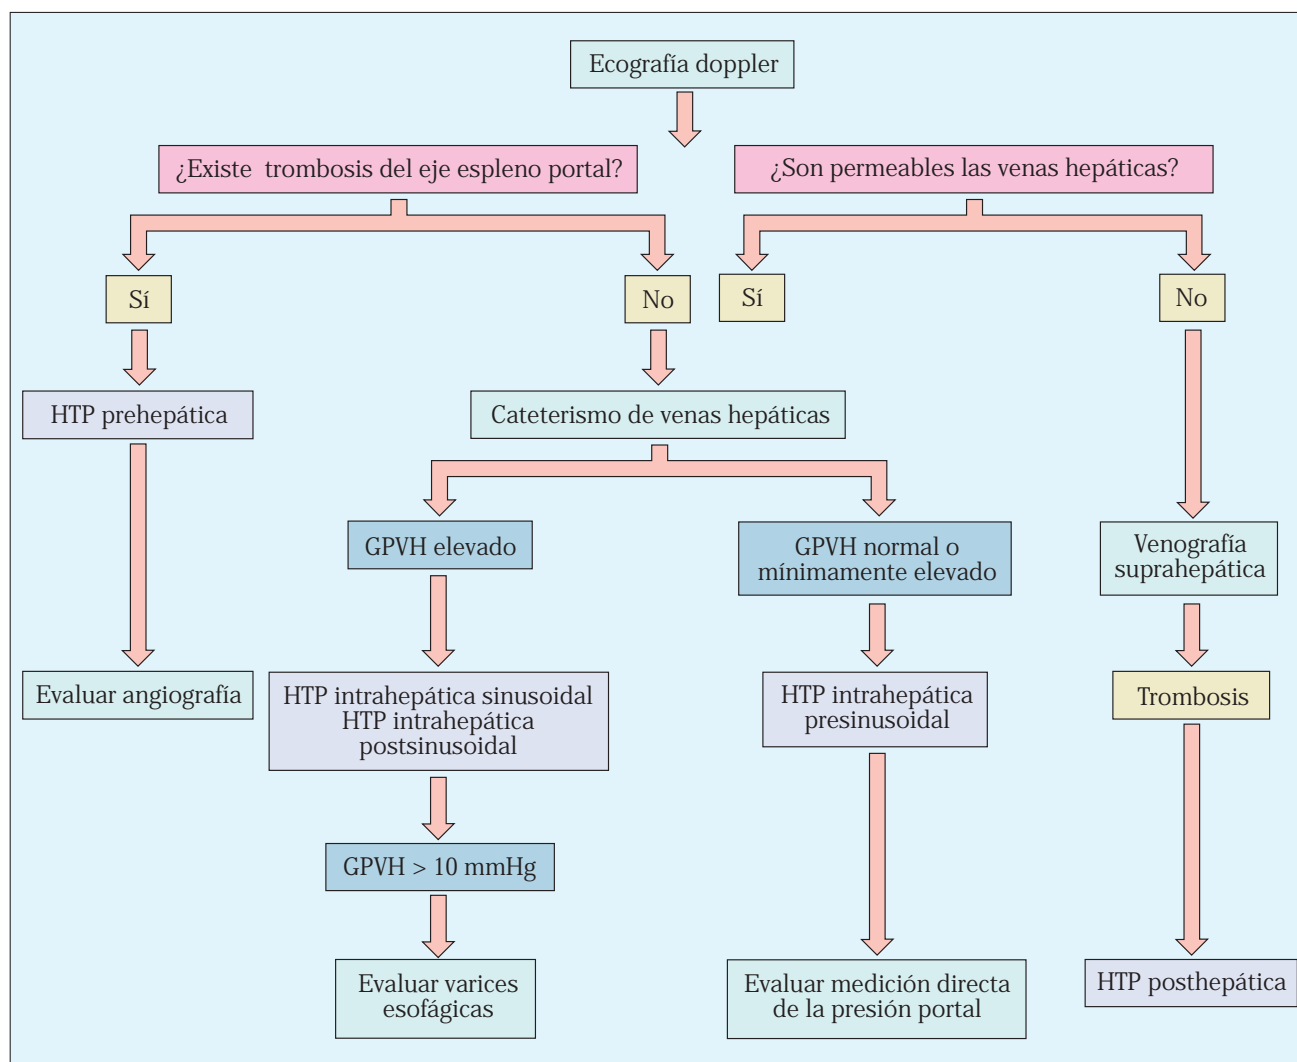 Ecografía doppler
¿Existe trombosis del eje espleno portal?
¿Son permeables las venas hepáticas?
Sí
No
Sí
No
HTP prehepática
Cateterismo de venas hepáticas
GPVH elevado
GPVH normal o
mínimamente elevado
Venografía
suprahepática
Evaluar angiografía
HTP intrahepática sinusoidal
HTP intrahepática
postsinusoidal
HTP intrahepática
presinusoidal
Trombosis
GPVH > 10 mmHg
Evaluar varices
esofágicas
Evaluar medición directa
de la presión portal
HTP posthepática